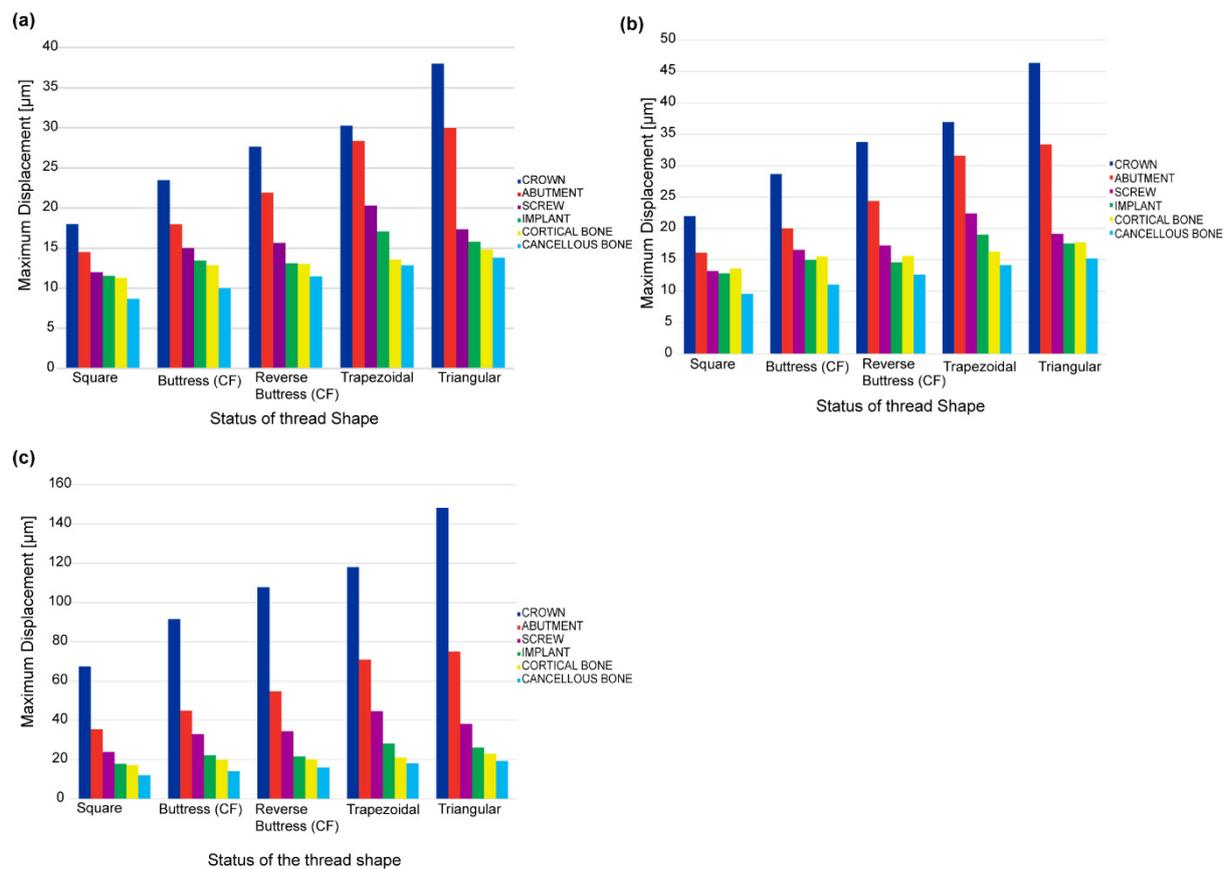 (a)
Maximum Displacement [µm]
40
35
30
25
20
15
10
5
0
Square
Buttress (CF)
Reverse
Buttress (CF)
Trapezoidal
Triangular
Status of thread Shape
CROWN
ABUTMENT
SCREW
IMPLANT
CORTICAL BONE
CANCELLOUS BONE
(b)
Maximum Displacement [µm]
50
45
40
35
30
25
20
15
10
5
0
Square
Buttress (CF)
Reverse
Buttress (CF)
Trapezoidal
Triangular
Status of thread Shape
CROWN
ABUTMENT
SCREW
IMPLANT
CORTICAL BONE
CANCELLOUS BONE
(c)
Maximum Displacement [µm]
160
140
120
100
80
60
40
20
0
Square
Buttress (CF)
Reverse
Buttress (CF)
Trapezoidal
Triangular
Status of the thread shape
CROWN
ABUTMENT
SCREW
IMPLANT
CORTICAL BONE
CANCELLOUS BONE